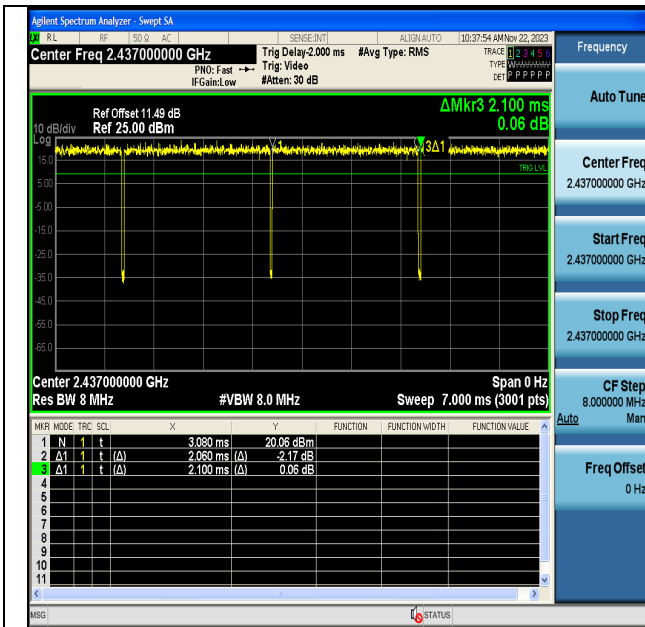 Agilent Spectrum Analyzer - Swept SA
LXI RL RF 50 Ω AC SENSE:INT ALIGN AUTO 10:37:54 AM Nov 22, 2023
Center Freq 2.437000000 GHz Trig Delay-2.000 ms #Avg Type: RMS TRACE 1 2 3 4 5 6
PNO: Fast Trig: Video TYPE
IFGain:Low #Atten: 30 dB DET P P P P P P
Frequency
ΔMkr3 2.100 ms
0.06 dB
Ref Offset 11.49 dB
10 dB/div Ref 25.00 dBm
Log
15.0
5.00
-5.00
-15.0
-25.0
-35.0
-45.0
-55.0
-65.0
1
3Δ1
TRIG LVL
Center 2.437000000 GHz Span 0 Hz
Res BW 8 MHz #VBW 8.0 MHz Sweep 7.000 ms (3001 pts)
MKR MODE TRC SCL X Y FUNCTION FUNCTION WIDTH FUNCTION VALUE
1 N 1 t 3.080 ms 20.06 dBm
2 Δ1 1 t (Δ) 2.060 ms (Δ) -2.17 dB
3 Δ1 1 t (Δ) 2.100 ms (Δ) 0.06 dB
4
5
6
7
8
9
10
11
MSG STATUS
Auto Tune
Center Freq
2.437000000 GHz
Start Freq
2.437000000 GHz
Stop Freq
2.437000000 GHz
CF Step
8.000000 MHz
Auto Man
Freq Offset
0 Hz